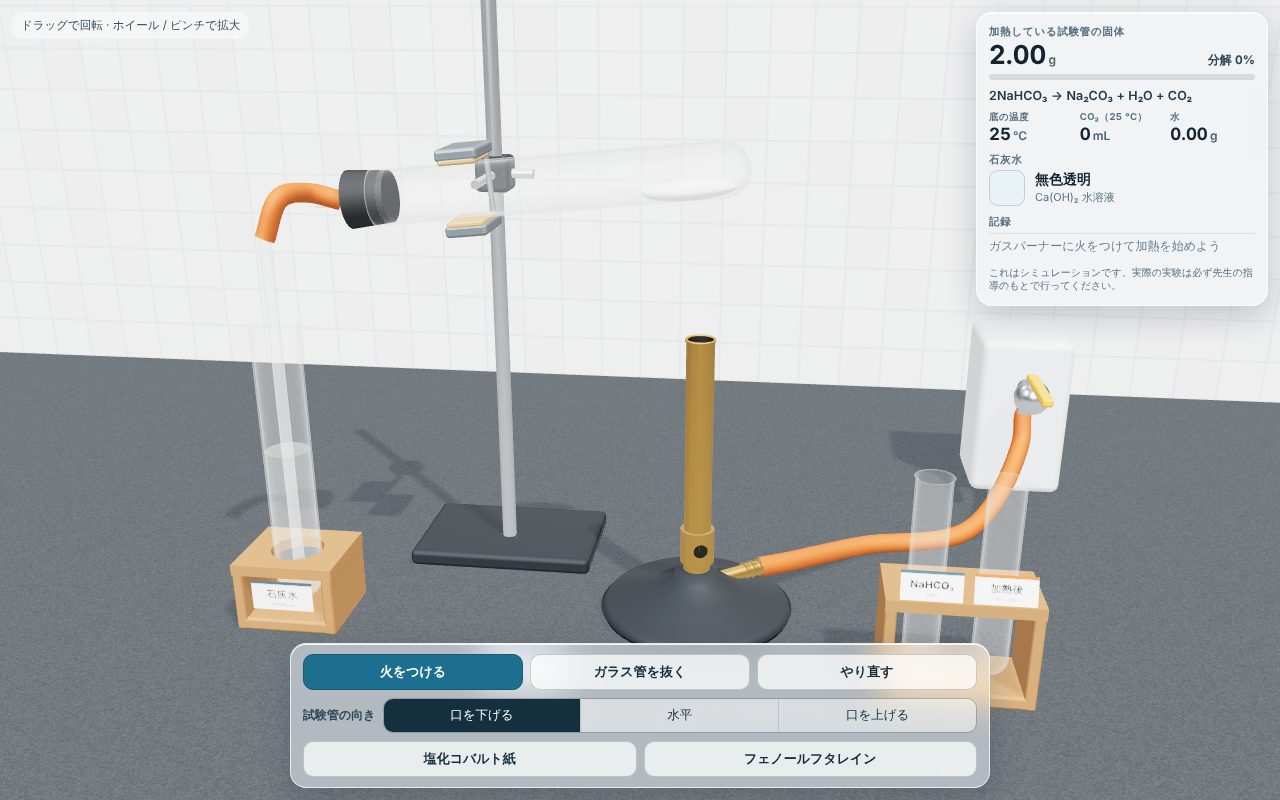 ドラッグで回転 · ホイール / ピンチで拡大
加熱している試験管の固体
2.00 g
分解 0%
2NaHCO₃ → Na₂CO₃ + H₂O + CO₂
底の温度 CO₂（25 °C） 水
25 °C 0 mL 0.00 g
石灰水
無色透明
Ca(OH)₂ 水溶液
記録
ガスバーナーに火をつけて加熱を始めよう
これはシミュレーションです。実際の実験は必ず先生の指
導のもとで行ってください。
石灰水
NaHCO₃
加熱後
火をつける ガラス管を抜く やり直す
試験管の向き 口を下げる 水平 口を上げる
塩化コバルト紙 フェノールフタレイン